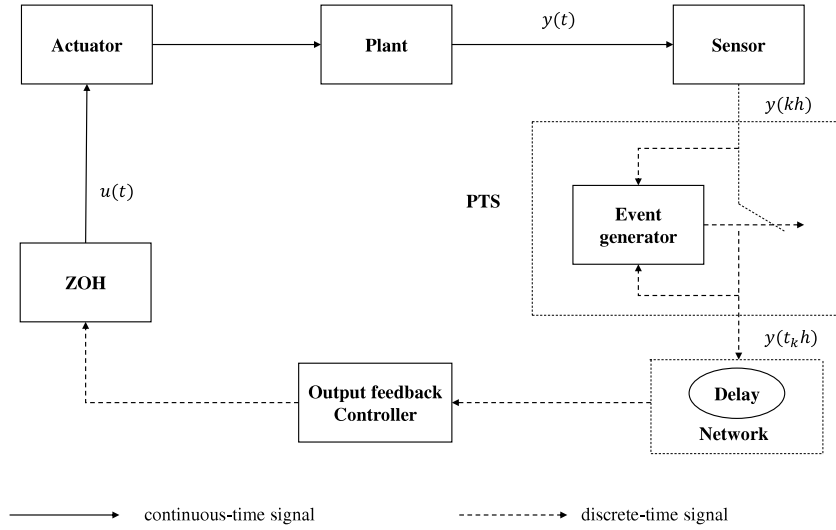 Actuator
Plant
y(t)
Sensor
y(kh)
u(t)
PTS
Event
generator
ZOH
y(t_k h)
Output feedback
Controller
Delay
Network
continuous-time signal
discrete-time signal